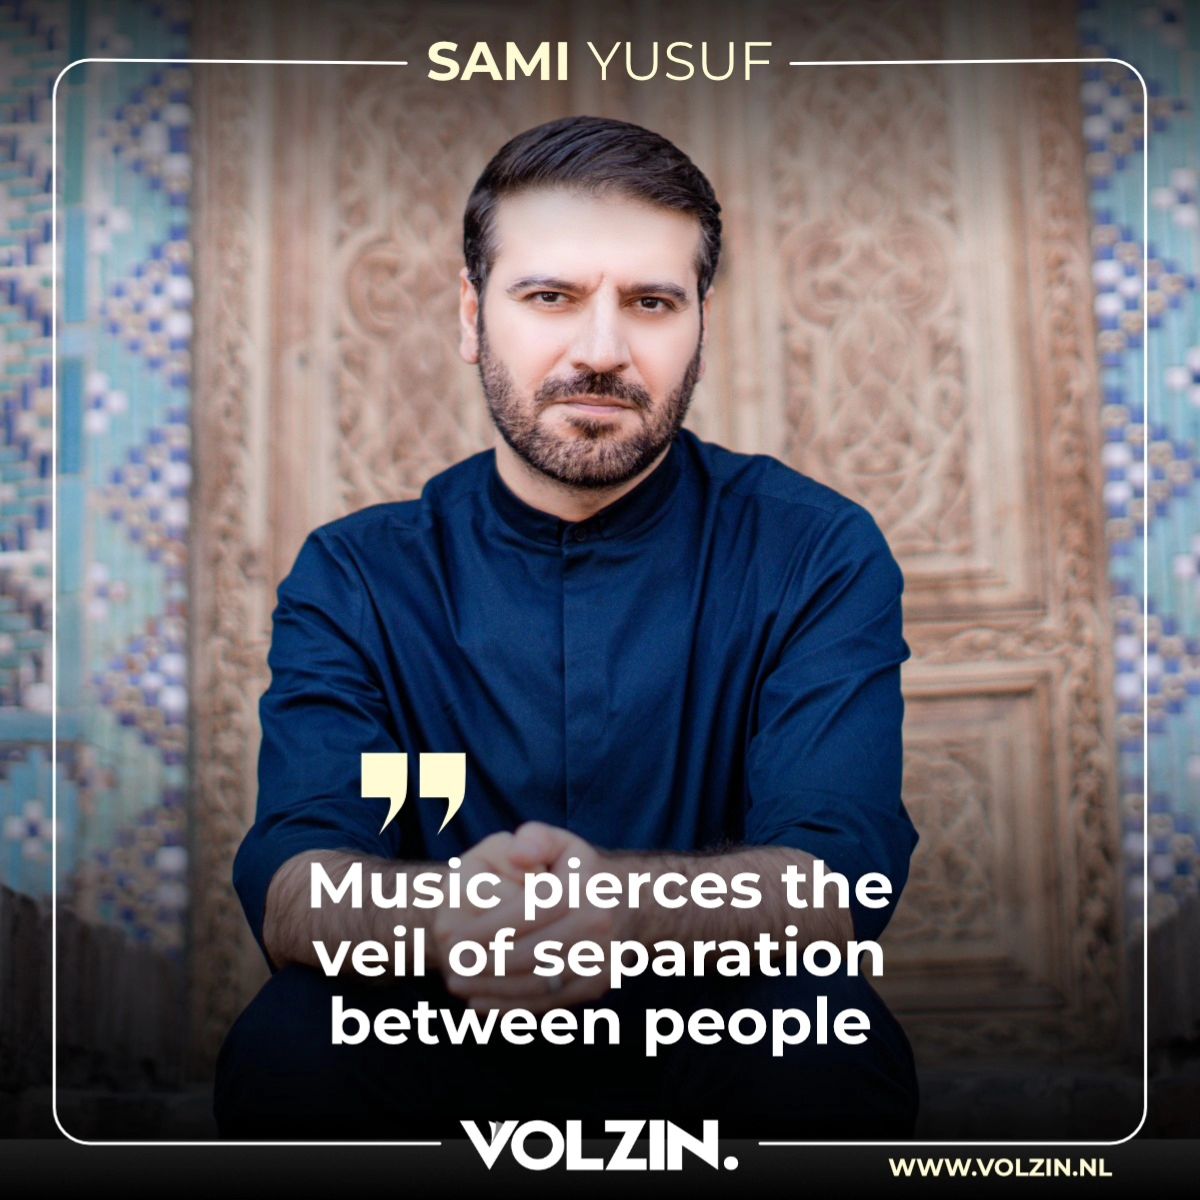 SAMI YUSUF
”
Music pierces the
veil of separation
between people
VOLZIN.
WWW.VOLZIN.NL